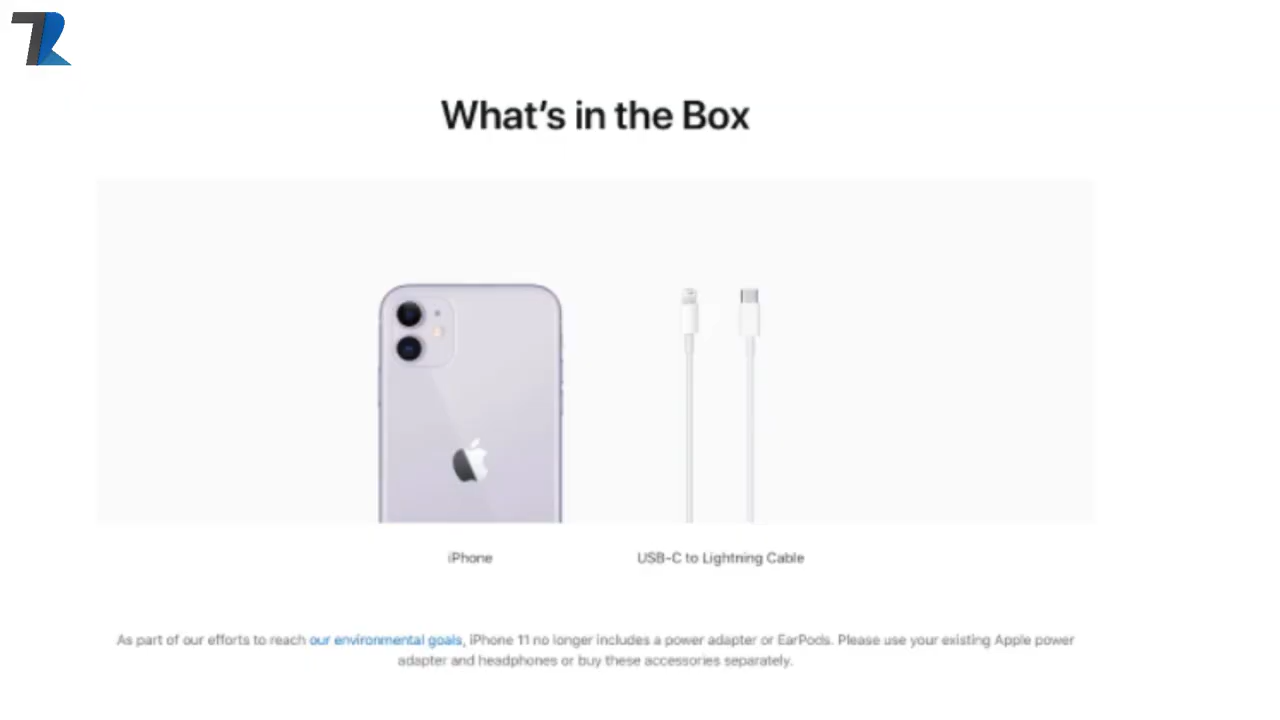 What's in the Box
iPhone
USB-C to Lightning Cable
As part of our efforts to reach our environmental goals, iPhone 11 no longer includes a power adapter or EarPods. Please use your existing Apple power
adapter and headphones or buy these accessories separately.